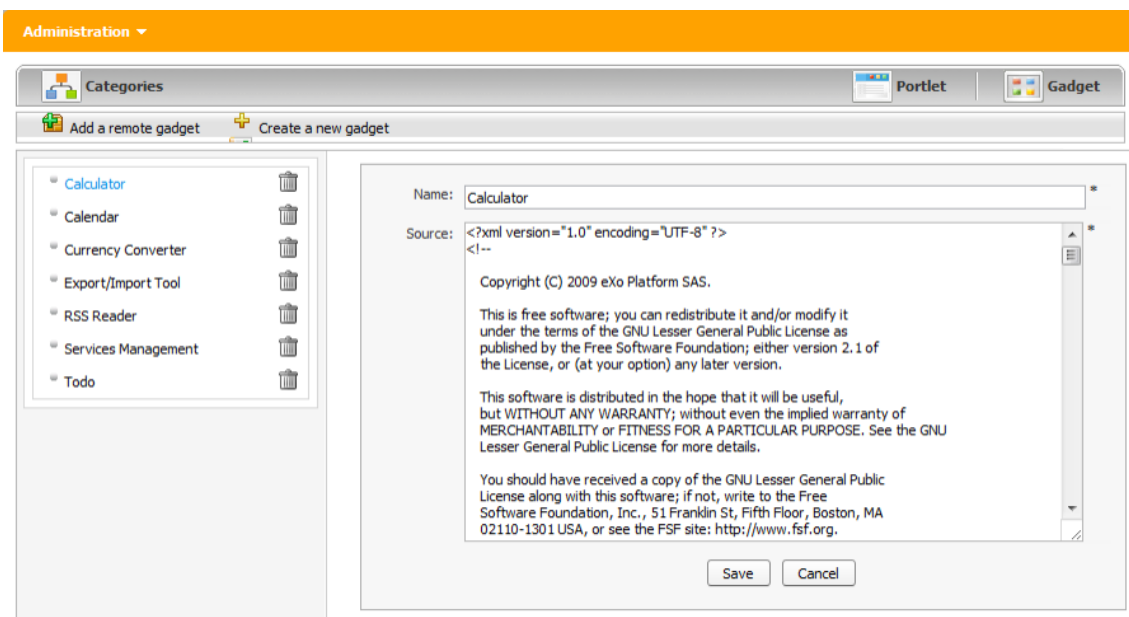 Administration
Categories
Portlet
Gadget
Add a remote gadget
Create a new gadget
Calculator
Calendar
Currency Converter
Export/Import Tool
RSS Reader
Services Management
Todo
Name: Calculator *
Source: *
<?xml version="1.0" encoding="UTF-8" ?>
<!--
Copyright (C) 2009 eXo Platform SAS.
This is free software; you can redistribute it and/or modify it
under the terms of the GNU Lesser General Public License as
published by the Free Software Foundation; either version 2.1 of
the License, or (at your option) any later version.
This software is distributed in the hope that it will be useful,
but WITHOUT ANY WARRANTY; without even the implied warranty of
MERCHANTABILITY or FITNESS FOR A PARTICULAR PURPOSE. See the GNU
Lesser General Public License for more details.
You should have received a copy of the GNU Lesser General Public
License along with this software; if not, write to the Free
Software Foundation, Inc., 51 Franklin St, Fifth Floor, Boston, MA
02110-1301 USA, or see the FSF site: http://www.fsf.org.
Save
Cancel